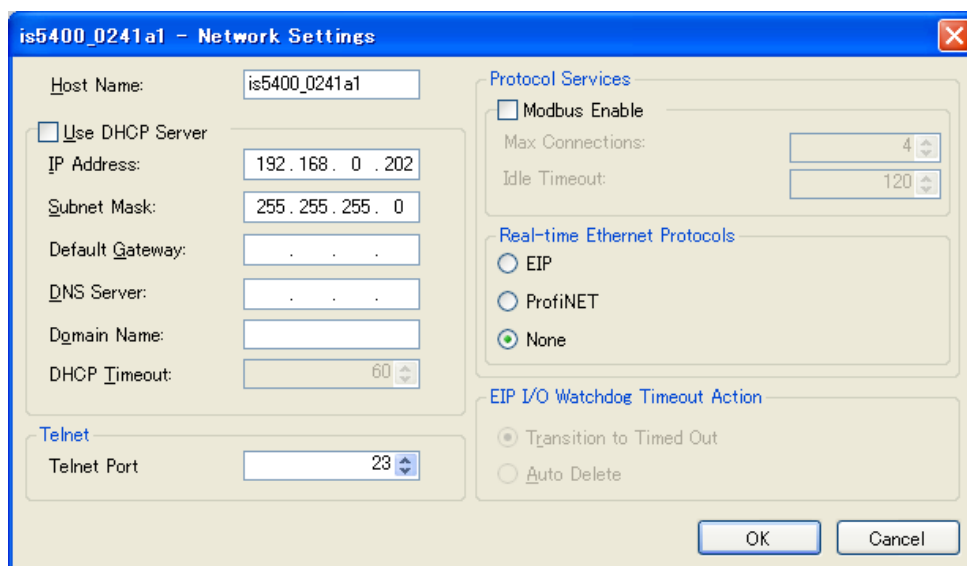 is5400_0241a1 - Network Settings
Host Name: is5400_0241a1
Use DHCP Server
IP Address: 192.168. 0 .202
Subnet Mask: 255.255.255. 0
Default Gateway: . . .
DNS Server: . . .
Domain Name:
DHCP Timeout: 60
Telnet
Telnet Port 23
Protocol Services
Modbus Enable
Max Connections: 4
Idle Timeout: 120
Real-time Ethernet Protocols
EIP
ProfiNET
None
EIP I/O Watchdog Timeout Action
Transition to Timed Out
Auto Delete
OK Cancel